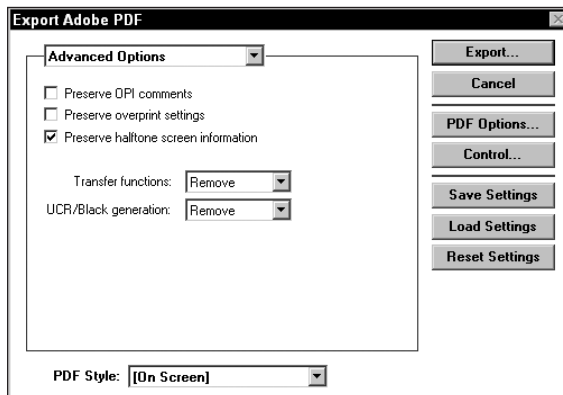 Export Adobe PDF
Advanced Options
Preserve OPI comments
Preserve overprint settings
Preserve halftone screen information
Transfer functions: Remove
UCR/Black generation: Remove
PDF Style: [On Screen]
Export...
Cancel
PDF Options...
Control...
Save Settings
Load Settings
Reset Settings